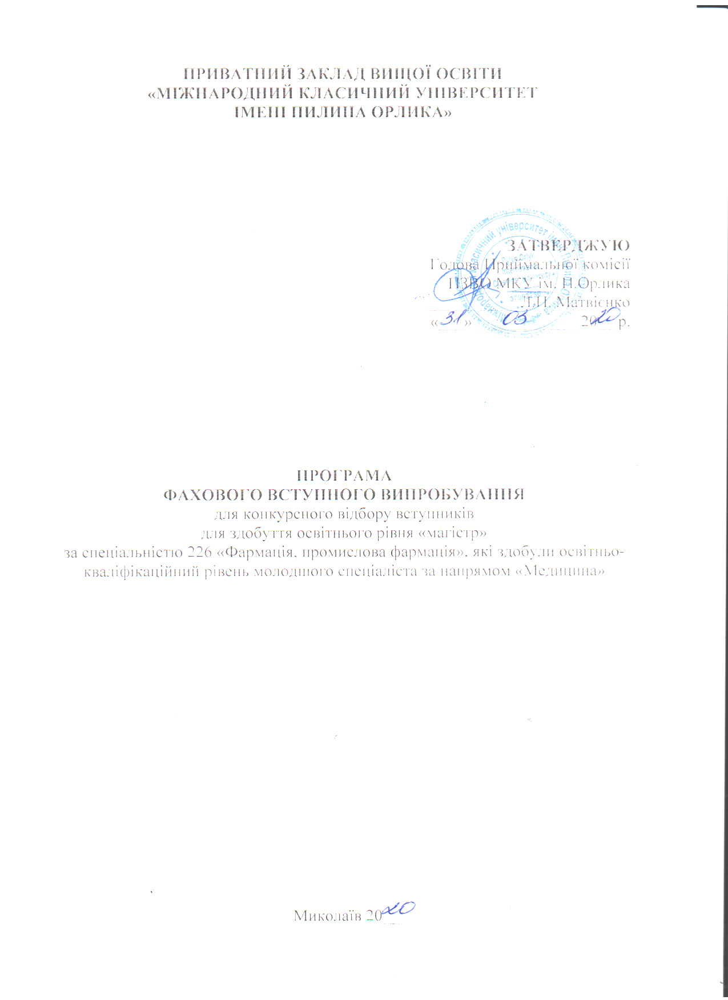 ПРИВАТНИЙ ЗАКЛАД ВИЩОЇ ОСВІТИ
«МІЖНАРОДНИЙ КЛАСИЧНИЙ УНІВЕРСИТЕТ
ІМЕНІ ПИЛИПА ОРЛИКА»
ЗАТВЕРДЖУЮ
Голова Приймальної комісії
ПЗВО МКУ ім. П.Орлика
Матвієнко
«31» 03 2020 р.
ПРОГРАМА
ФАХОВОГО ВСТУПНОГО ВИПРОБУВАННЯ
для конкурсного відбору вступників
для здобуття освітнього рівня «магістр»
за спеціальністю 226 «Фармація, промислова фармація», які здобули освітньо-
кваліфікаційний рівень молодшого спеціаліста за напрямом «Медицина»
Миколаїв 2020